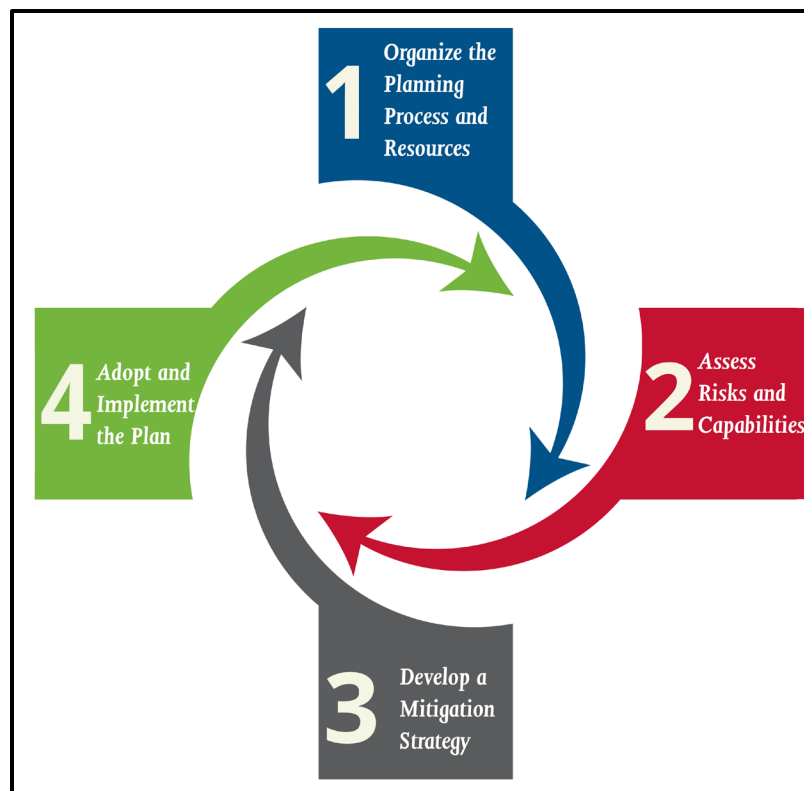 1
Organize the
Planning
Process and
Resources
2
Assess
Risks and
Capabilities
3
Develop a
Mitigation
Strategy
4
Adopt and
Implement
the Plan